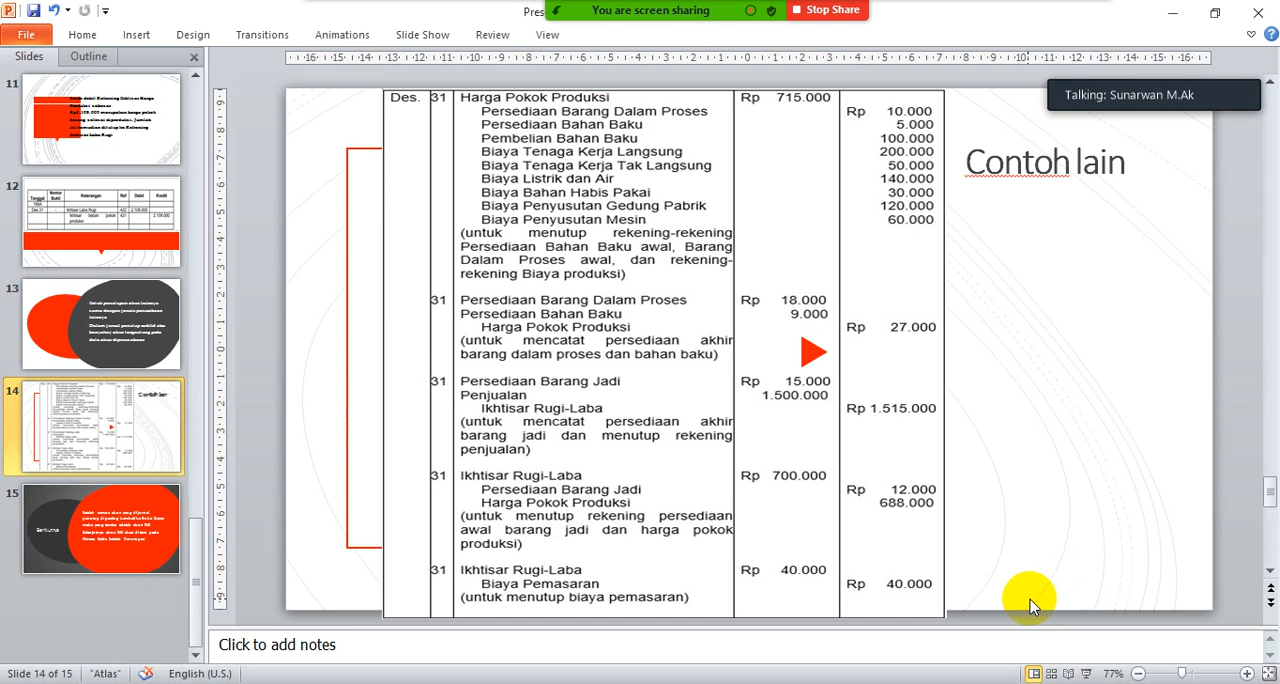 Pres
You are screen sharing
Stop Share
File Home Insert Design Transitions Animations Slide Show Review View
Slides Outline
Talking: Sunarwan M.Ak
Contoh lain
Des. 31 Harga Pokok Produksi Rp 715.000
Persediaan Barang Dalam Proses Rp 10.000
Persediaan Bahan Baku 5.000
Pembelian Bahan Baku 100.000
Biaya Tenaga Kerja Langsung 200.000
Biaya Tenaga Kerja Tak Langsung 50.000
Biaya Listrik dan Air 140.000
Biaya Bahan Habis Pakai 30.000
Biaya Penyusutan Gedung Pabrik 120.000
Biaya Penyusutan Mesin 60.000
(untuk menutup rekening-rekening
Persediaan Bahan Baku awal, Barang
Dalam Proses awal, dan rekening-
rekening Biaya produksi)
31 Persediaan Barang Dalam Proses Rp 18.000
Persediaan Bahan Baku 9.000
Harga Pokok Produksi Rp 27.000
(untuk mencatat persediaan akhir
barang dalam proses dan bahan baku)
31 Persediaan Barang Jadi Rp 15.000
Penjualan 1.500.000
Ikhtisar Rugi-Laba Rp 1.515.000
(untuk mencatat persediaan akhir
barang jadi dan menutup rekening
penjualan)
31 Ikhtisar Rugi-Laba Rp 700.000
Persediaan Barang Jadi Rp 12.000
Harga Pokok Produksi 688.000
(untuk menutup rekening persediaan
awal barang jadi dan harga pokok
produksi)
31 Ikhtisar Rugi-Laba Rp 40.000
Biaya Pemasaran Rp 40.000
(untuk menutup biaya pemasaran)
11
12
13
14
Contoh lain
15
Berikutnya
Click to add notes
Slide 14 of 15 "Atlas" English (U.S.) 77%